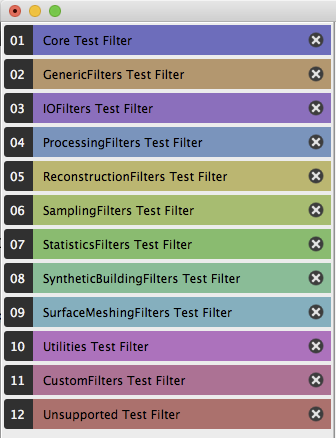 01 Core Test Filter
02 GenericFilters Test Filter
03 IOFilters Test Filter
04 ProcessingFilters Test Filter
05 ReconstructionFilters Test Filter
06 SamplingFilters Test Filter
07 StatisticsFilters Test Filter
08 SyntheticBuildingFilters Test Filter
09 SurfaceMeshingFilters Test Filter
10 Utilities Test Filter
11 CustomFilters Test Filter
12 Unsupported Test Filter